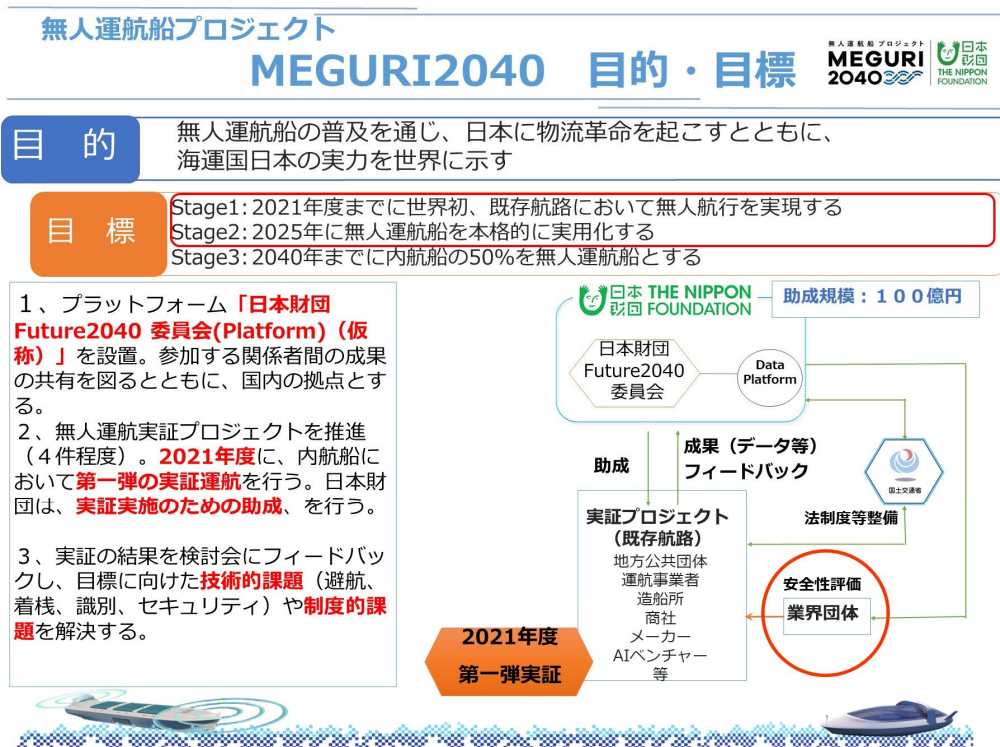 無人運航船プロジェクト
MEGURI2040　目的・目標
無人運航船 プロジェクト
MEGURI
2040
日本
財団
THE NIPPON
FOUNDATION
目　的
無人運航船の普及を通じ、日本に物流革命を起こすとともに、
海運国日本の実力を世界に示す
目　標
Stage1:2021年度までに世界初、既存航路において無人航行を実現する
Stage2:2025年に無人運航船を本格的に実用化する
Stage3:2040年までに内航船の50%を無人運航船とする
１、プラットフォーム「日本財団
Future2040 委員会(Platform)（仮
称）」を設置。参加する関係者間の成果
の共有を図るとともに、国内の拠点とす
る。
２、無人運航実証プロジェクトを推進
（４件程度）。2021年度に、内航船に
おいて第一弾の実証運航を行う。日本財
団は、実証実施のための助成、を行う。
３、実証の結果を検討会にフィードバッ
クし、目標に向けた技術的課題（避航、
着桟、識別、セキュリティ）や制度的課
題を解決する。
日本
財団
THE NIPPON
FOUNDATION
助成規模：１００億円
日本財団
Future2040
委員会
Data
Platform
助成
成果（データ等）
フィードバック
国土交通省
法制度等整備
実証プロジェクト
（既存航路）
地方公共団体
運航事業者
造船所
商社
メーカー
AIベンチャー
等
安全性評価
業界団体
2021年度
第一弾実証